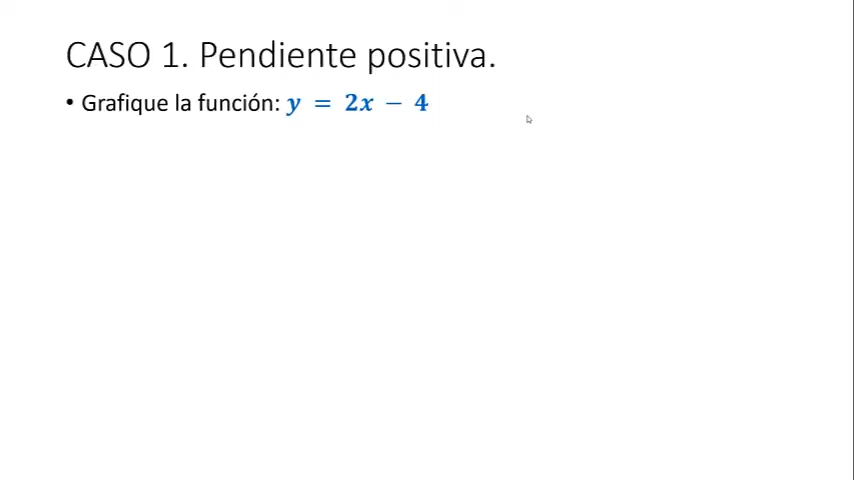 CASO 1. Pendiente positiva.
• Grafique la función: y = 2x − 4